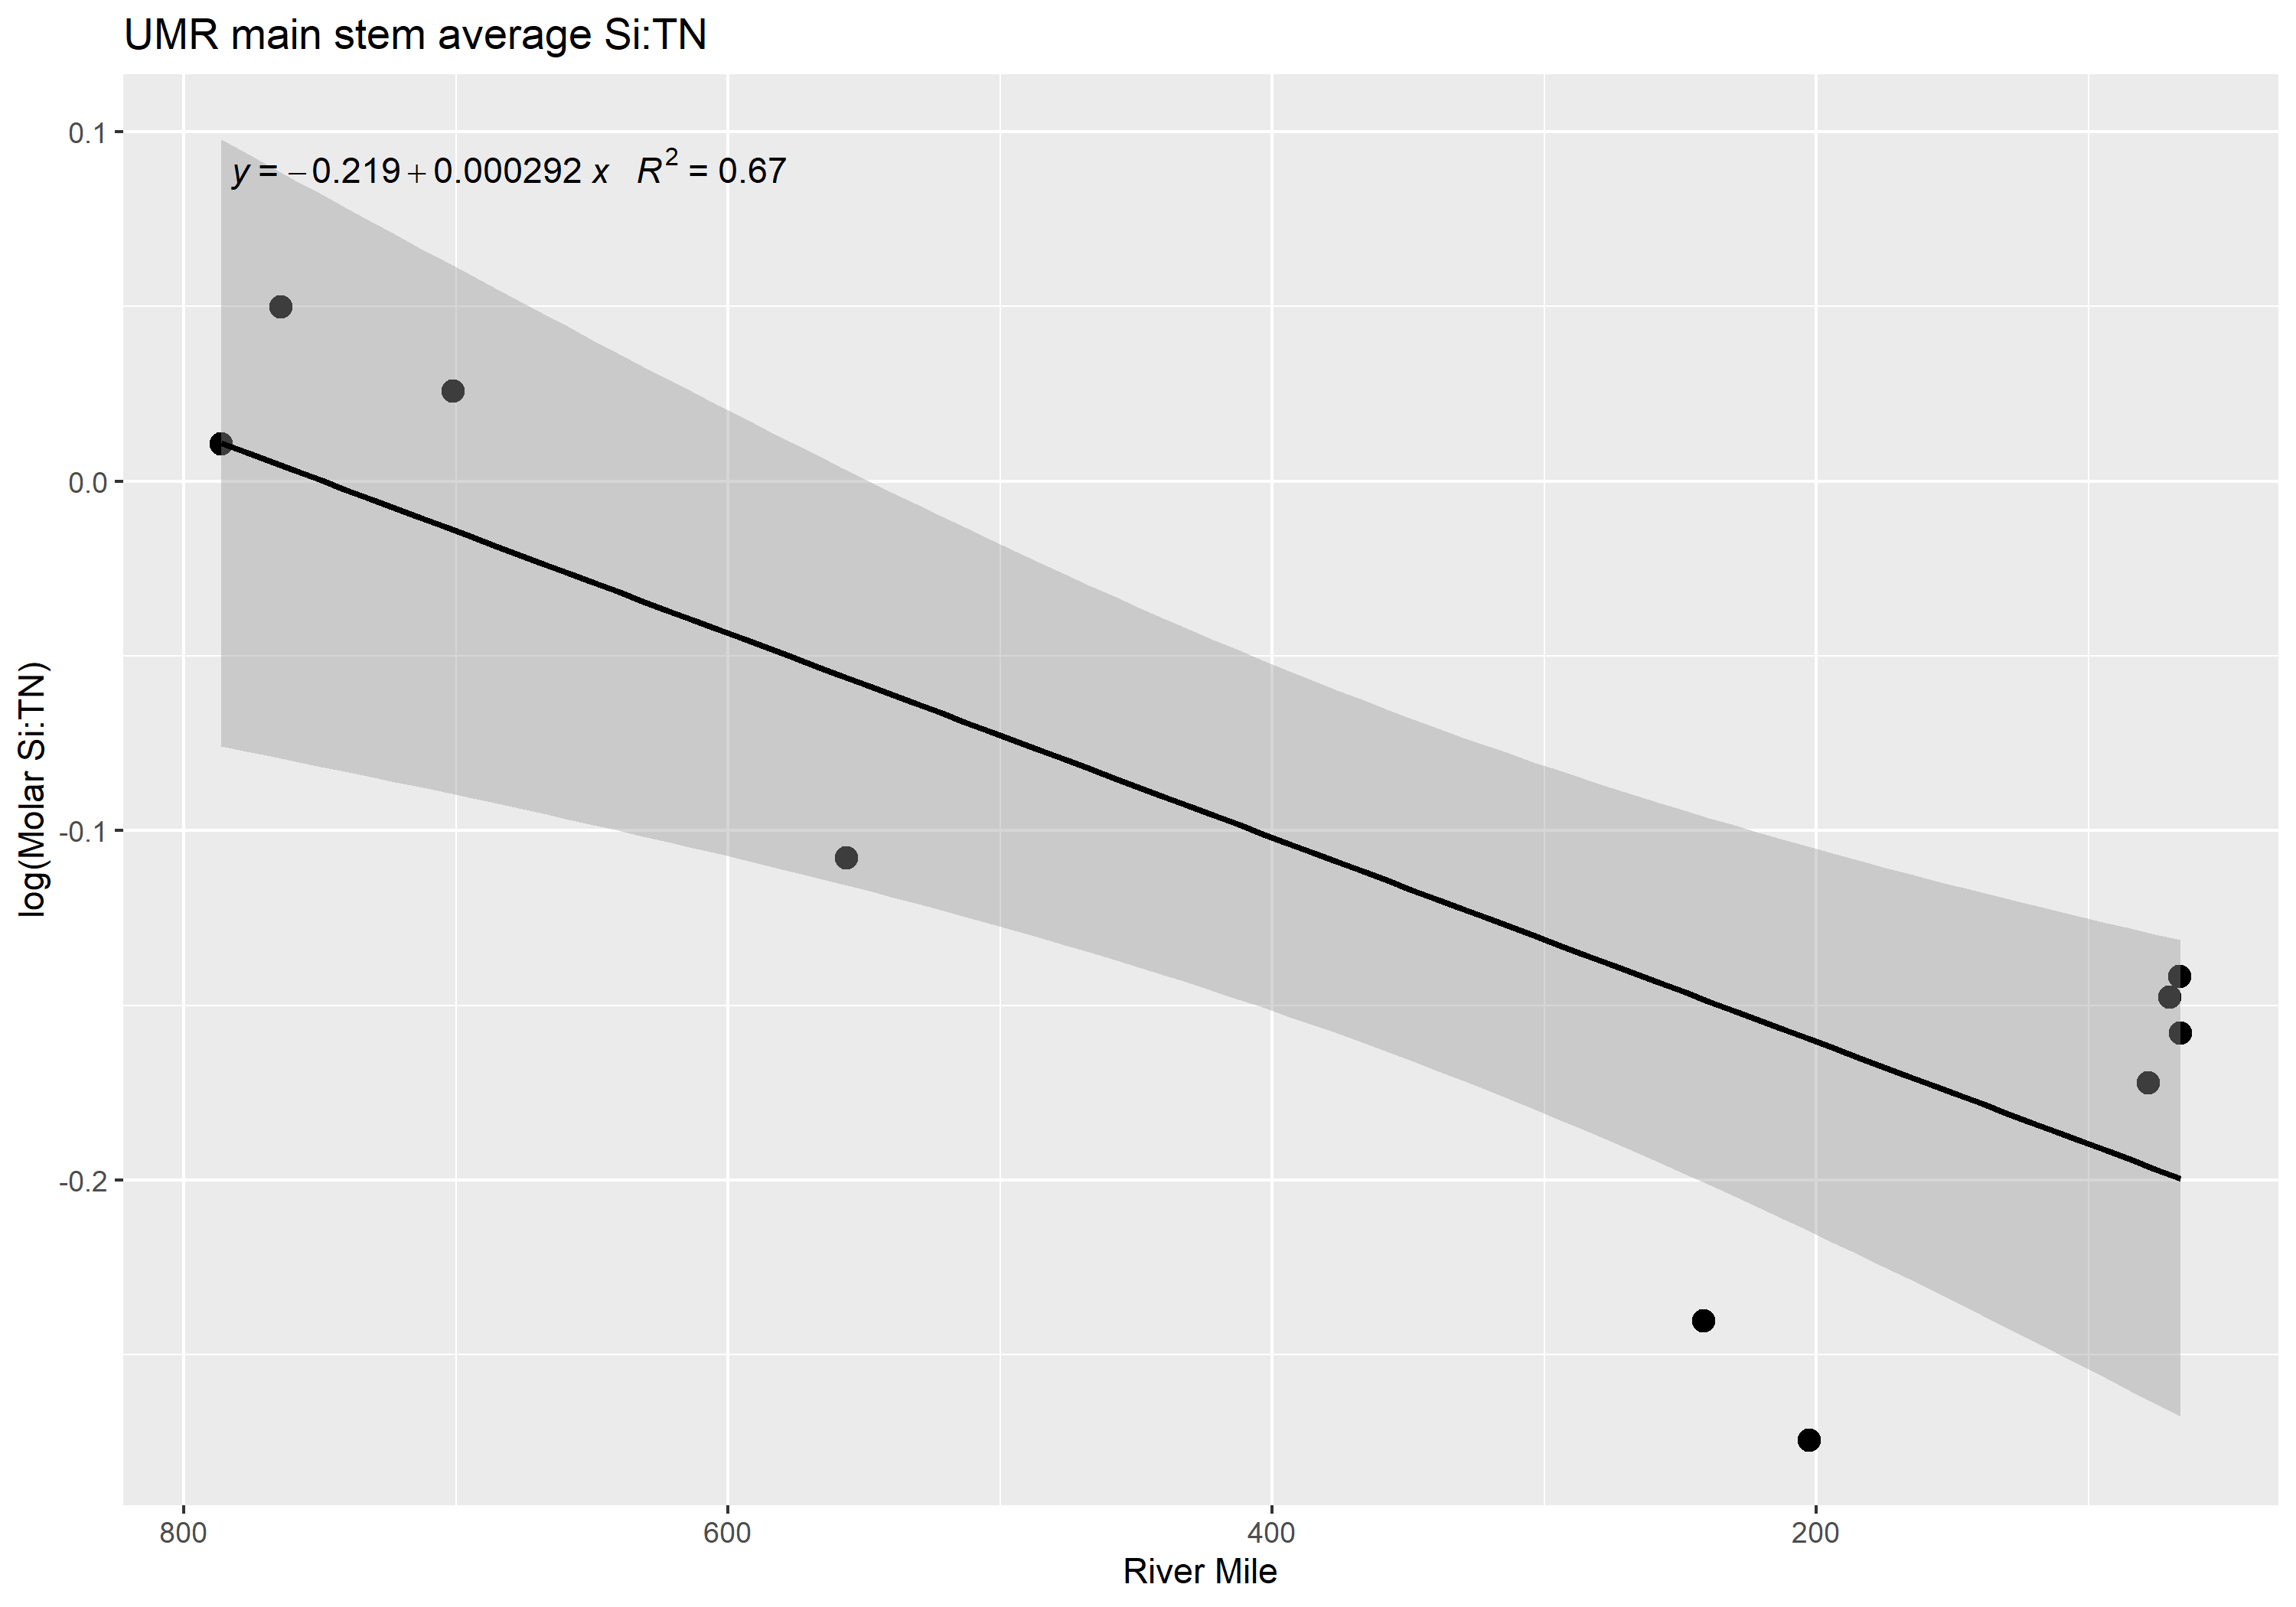 UMR main stem average Si:TN
y = −0.219 + 0.000292 x R² = 0.67
0.1
0.0
-0.1
-0.2
log(Molar Si:TN)
800 600 400 200
River Mile